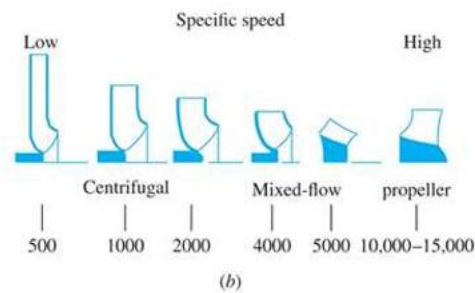 Specific speed
Low High
Centrifugal Mixed-flow propeller
500 1000 2000 4000 5000 10,000–15,000
(b)